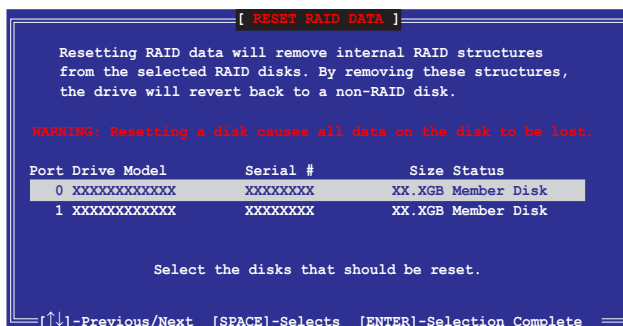 [ RESET RAID DATA ]
Resetting RAID data will remove internal RAID structures
from the selected RAID disks. By removing these structures,
the drive will revert back to a non-RAID disk.
WARNING: Resetting a disk causes all data on the disk to be lost.
Port Drive Model Serial # Size Status
0 XXXXXXXXXXXX XXXXXXXX XX.XGB Member Disk
1 XXXXXXXXXXXX XXXXXXXX XX.XGB Member Disk
Select the disks that should be reset.
[↑↓]-Previous/Next [SPACE]-Selects [ENTER]-Selection Complete